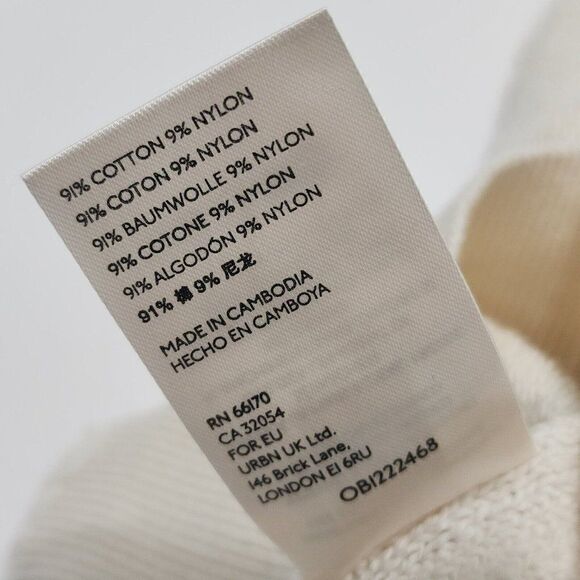 91% COTTON 9% NYLON
91% COTON 9% NYLON
91% BAUMWOLLE 9% NYLON
91% COTONE 9% NYLON
91% ALGODÓN 9% NYLON
91% 棉 9% 尼龙
MADE IN CAMBODIA
HECHO EN CAMBOYA
RN 66170
CA 32054
FOR EU
URBN UK Ltd.
146 Brick Lane,
LONDON E1 6RU
OB1222468